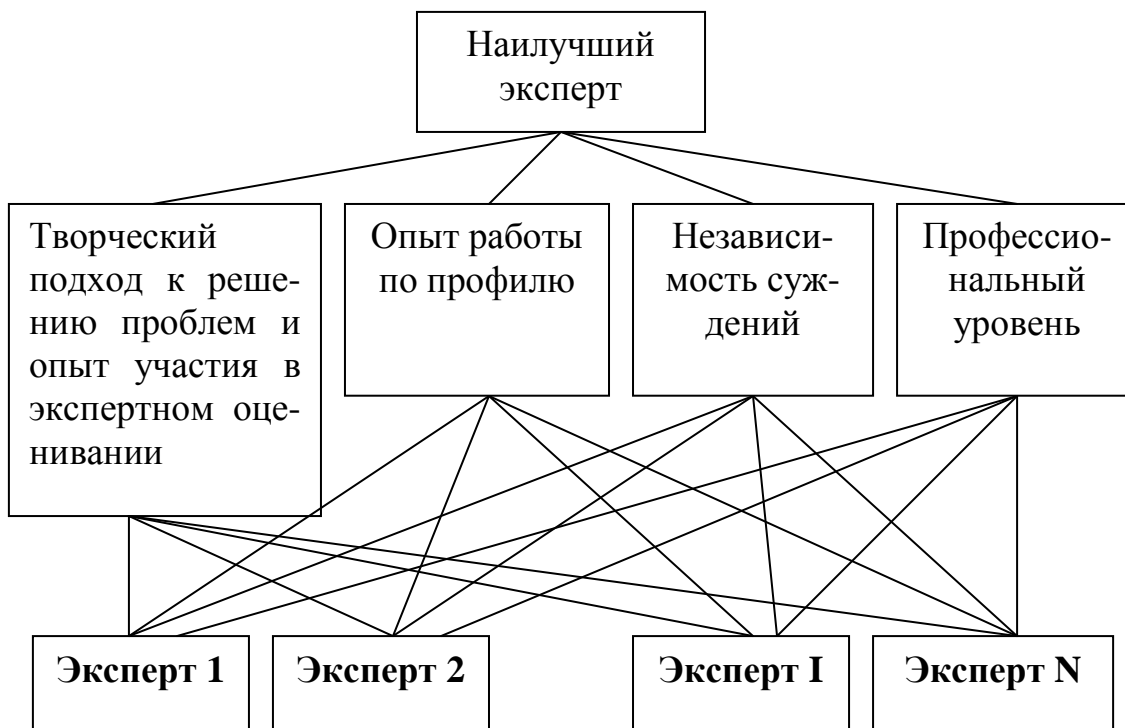 Наилучший
эксперт
Творческий
подход к реше-
нию проблем и
опыт участия в
экспертном оце-
нивании
Опыт работы
по профилю
Независи-
мость суж-
дений
Профессио-
нальный
уровень
Эксперт 1
Эксперт 2
Эксперт I
Эксперт N